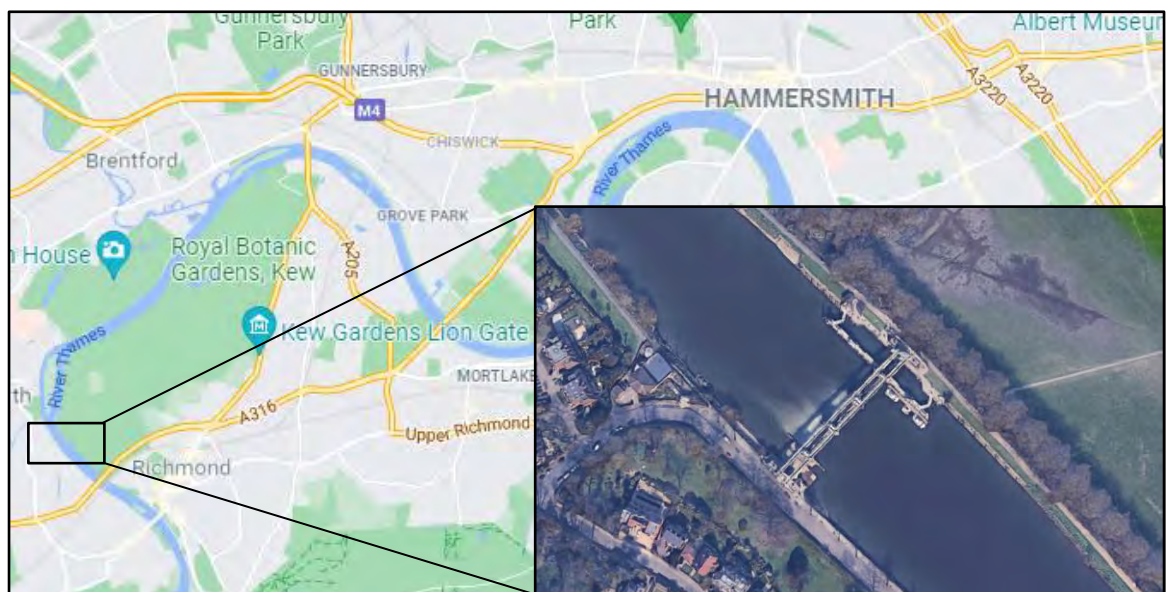 Gunnersbury
Park
Park
Albert Museum
GUNNERSBURY
M4
HAMMERSMITH
A3220
A3220
CHISWICK
Brentford
River Thames
GROVE PARK
Royal Botanic
Gardens, Kew
A205
House
Kew Gardens Lion Gate
River Thames
MORTLAKE
A316
Upper Richmond
Richmond